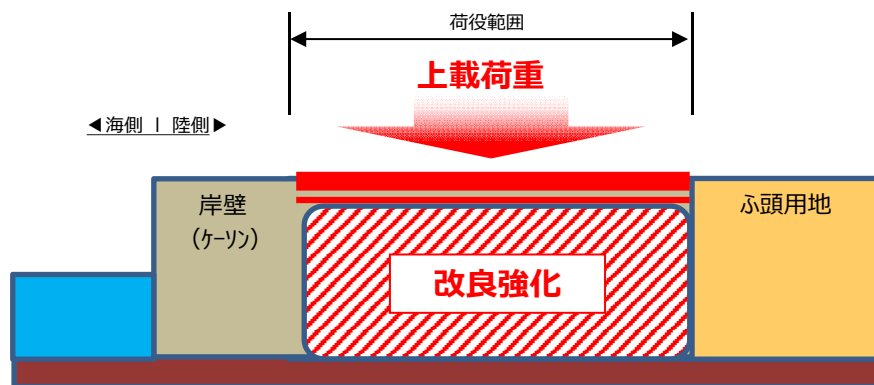 荷役範囲
上載荷重
◀海側 | 陸側▶
岸壁
(ｹｰｿﾝ)
ふ頭用地
改良強化